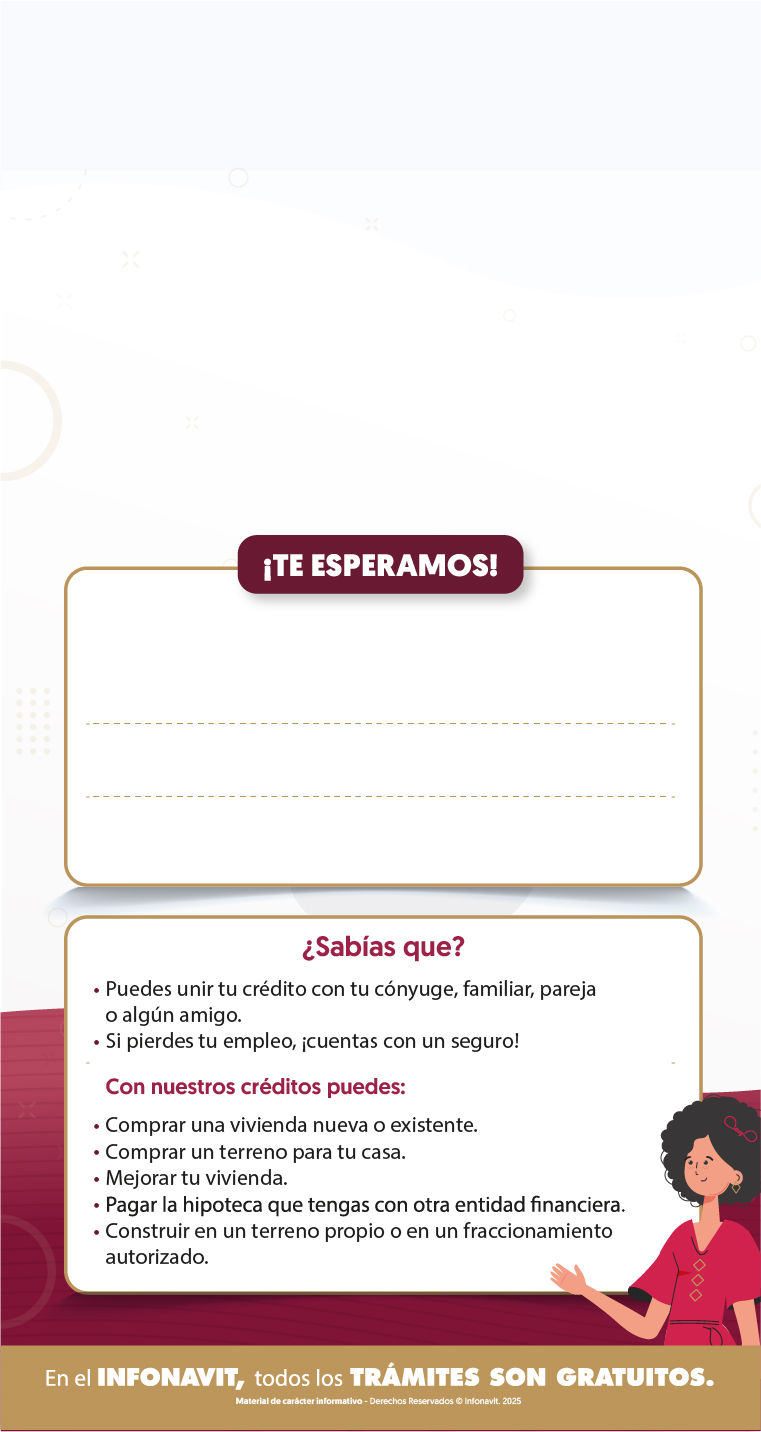 ¡TE ESPERAMOS!
¿Sabías que?
• Puedes unir tu crédito con tu cónyuge, familiar, pareja
o algún amigo.
• Si pierdes tu empleo, ¡cuentas con un seguro!
Con nuestros créditos puedes:
• Comprar una vivienda nueva o existente.
• Comprar un terreno para tu casa.
• Mejorar tu vivienda.
• Pagar la hipoteca que tengas con otra entidad financiera.
• Construir en un terreno propio o en un fraccionamiento
autorizado.
En el INFONAVIT, todos los TRÁMITES SON GRATUITOS.
Material de carácter informativo - Derechos Reservados © Infonavit. 2025